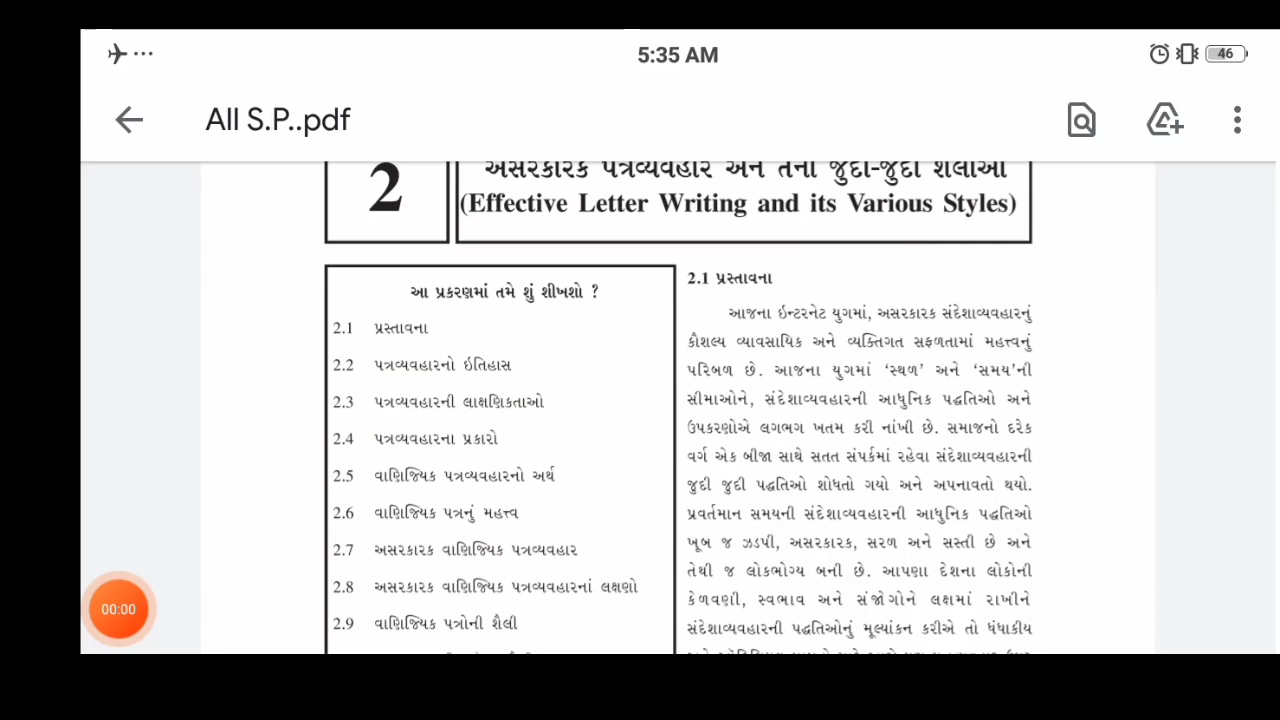 5:35 AM
46
All S.P..pdf
2
અસરકારક પત્રવ્યવહાર અને તેની જુદી-જુદી શૈલીઓ
(Effective Letter Writing and its Various Styles)
આ પ્રકરણમાં તમે શું શીખશો ?
2.1 પ્રસ્તાવના
2.2 પત્રવ્યવહારનો ઇતિહાસ
2.3 પત્રવ્યવહારની લાક્ષણિકતાઓ
2.4 પત્રવ્યવહારના પ્રકારો
2.5 વાણિજ્યિક પત્રવ્યવહારનો અર્થ
2.6 વાણિજ્યિક પત્રનું મહત્ત્વ
2.7 અસરકારક વાણિજ્યિક પત્રવ્યવહાર
2.8 અસરકારક વાણિજ્યિક પત્રવ્યવહારનાં લક્ષણો
2.9 વાણિજ્યિક પત્રોની શૈલી
2.1 પ્રસ્તાવના
આજના ઇન્ટરનેટ યુગમાં, અસરકારક સંદેશાવ્યવહારનું
કૌશલ્ય વ્યાવસાયિક અને વ્યક્તિગત સફળતામાં મહત્ત્વનું
પરિબળ છે. આજના યુગમાં ‘સ્થળ’ અને ‘સમય’ની
સીમાઓને, સંદેશાવ્યવહારની આધુનિક પદ્ધતિઓ અને
ઉપકરણોએ લગભગ ખતમ કરી નાંખી છે. સમાજનો દરેક
વર્ગ એક બીજા સાથે સતત સંપર્કમાં રહેવા સંદેશાવ્યવહારની
જુદી જુદી પદ્ધતિઓ શોધતો ગયો અને અપનાવતો થયો.
પ્રવર્તમાન સમયની સંદેશાવ્યવહારની આધુનિક પદ્ધતિઓ
ખૂબ જ ઝડપી, અસરકારક, સરળ અને સસ્તી છે અને
તેથી જ લોકભોગ્ય બની છે. આપણા દેશના લોકોની
કેળવણી, સ્વભાવ અને સંજોગોને લક્ષમાં રાખીને
સંદેશાવ્યવહારની પદ્ધતિઓનું મૂલ્યાંકન કરીએ તો ધંધાકીય
00:00